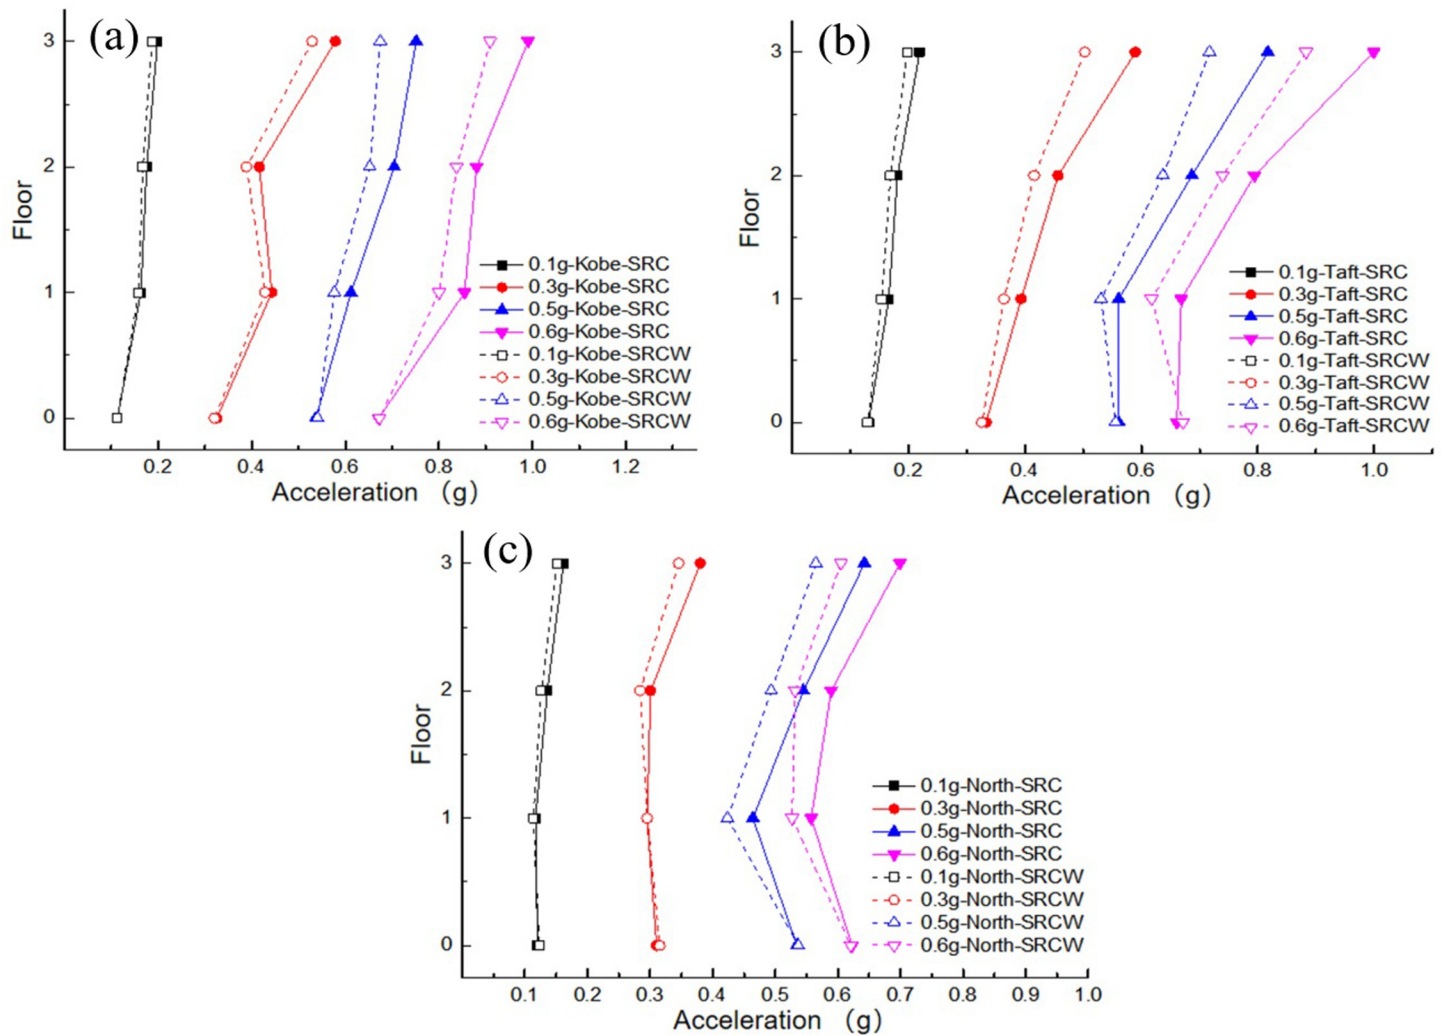 (a)
3
2
1
0
Floor
0.1g-Kobe-SRC
0.3g-Kobe-SRC
0.5g-Kobe-SRC
0.6g-Kobe-SRC
0.1g-Kobe-SRCW
0.3g-Kobe-SRCW
0.5g-Kobe-SRCW
0.6g-Kobe-SRCW
0.2 0.4 0.6 0.8 1.0 1.2
Acceleration （g）
(b)
3
2
1
0
Floor
0.1g-Taft-SRC
0.3g-Taft-SRC
0.5g-Taft-SRC
0.6g-Taft-SRC
0.1g-Taft-SRCW
0.3g-Taft-SRCW
0.5g-Taft-SRCW
0.6g-Taft-SRCW
0.2 0.4 0.6 0.8 1.0
Acceleration （g）
(c)
3
2
1
0
Floor
0.1g-North-SRC
0.3g-North-SRC
0.5g-North-SRC
0.6g-North-SRC
0.1g-North-SRCW
0.3g-North-SRCW
0.5g-North-SRCW
0.6g-North-SRCW
0.1 0.2 0.3 0.4 0.5 0.6 0.7 0.8 0.9 1.0
Acceleration （g）